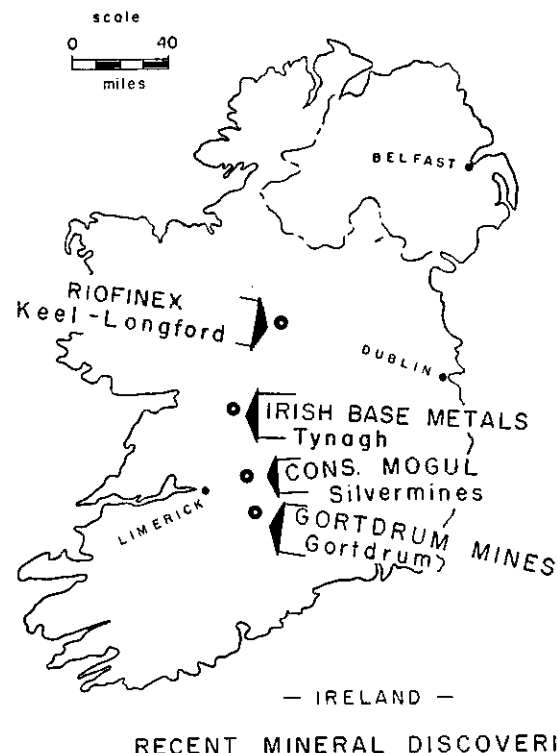 scale
0 40
miles
BELFAST
RIOFINEX
Keel-Longford
DUBLIN
IRISH BASE METALS
Tynagh
CONS. MOGUL
Silvermines
LIMERICK
GORTDRUM MINES
Gortdrum
— IRELAND —
RECENT MINERAL DISCOVERI